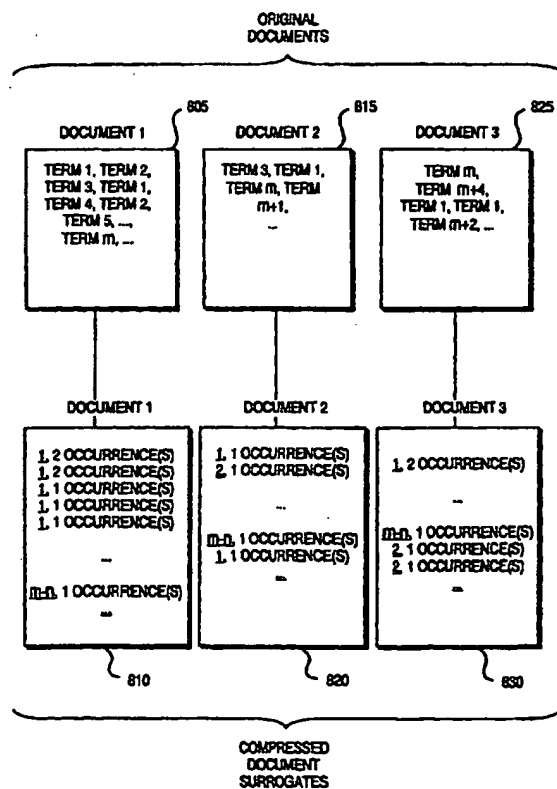 ORIGINAL
DOCUMENTS
805
815
825
DOCUMENT 1
DOCUMENT 2
DOCUMENT 3
TERM 1, TERM 2,
TERM 3, TERM 1,
TERM 4, TERM 2,
TERM 5, ...,
TERM m, ...
TERM 3, TERM 1,
TERM m, TERM
m+1,
...
TERM m,
TERM m+4,
TERM 1, TERM 1,
TERM m+2, ...
DOCUMENT 1
DOCUMENT 2
DOCUMENT 3
1, 2 OCCURRENCE(S)
1, 2 OCCURRENCE(S)
1, 1 OCCURRENCE(S)
1, 1 OCCURRENCE(S)
1, 1 OCCURRENCE(S)
...
m-n, 1 OCCURRENCE(S)
...
1, 1 OCCURRENCE(S)
2, 1 OCCURRENCE(S)
...
m-n, 1 OCCURRENCE(S)
1, 1 OCCURRENCE(S)
...
1, 2 OCCURRENCE(S)
...
m-n, 1 OCCURRENCE(S)
2, 1 OCCURRENCE(S)
2, 1 OCCURRENCE(S)
...
810
820
830
COMPRESSED
DOCUMENT
SURROGATES